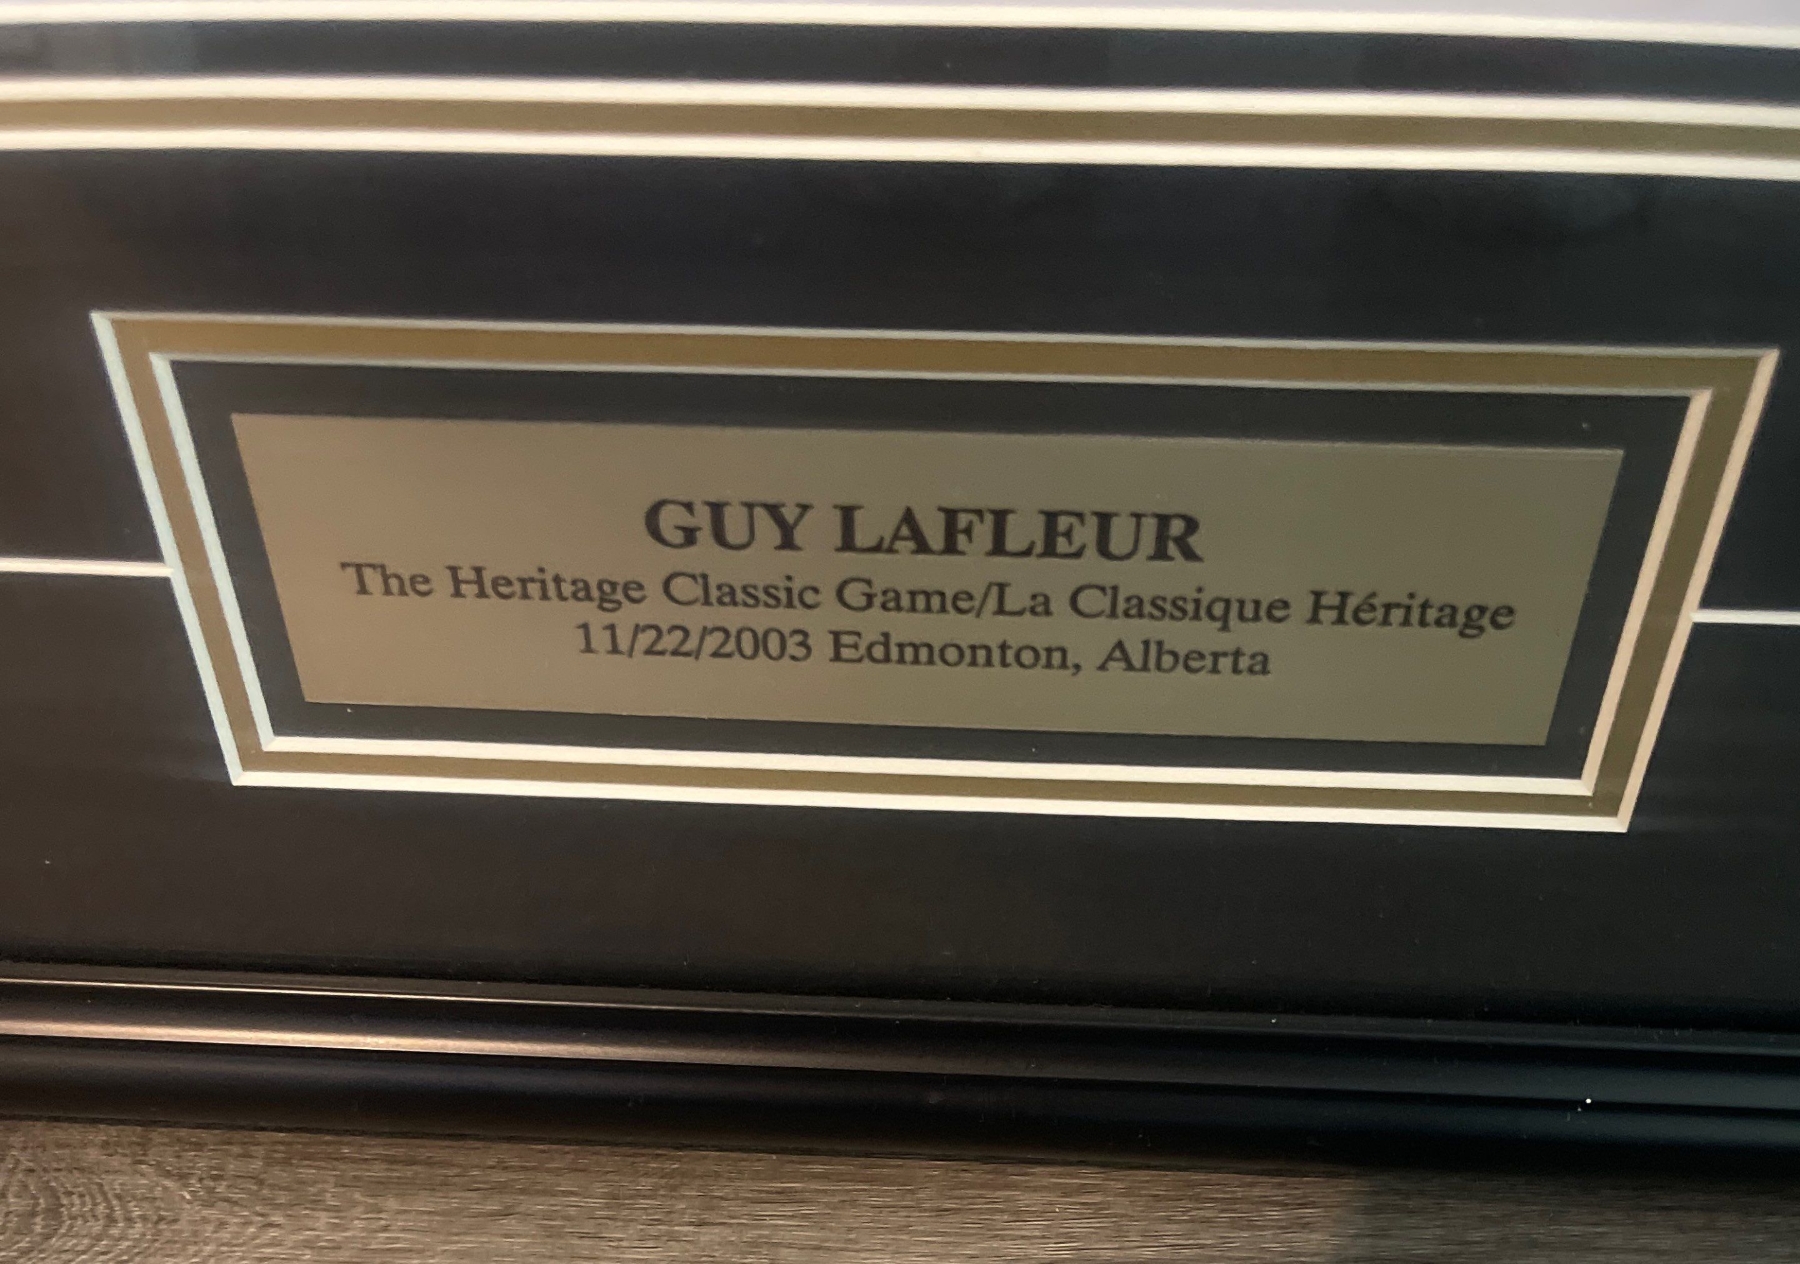 GUY LAFLEUR
The Heritage Classic Game/La Classique Héritage
11/22/2003 Edmonton, Alberta